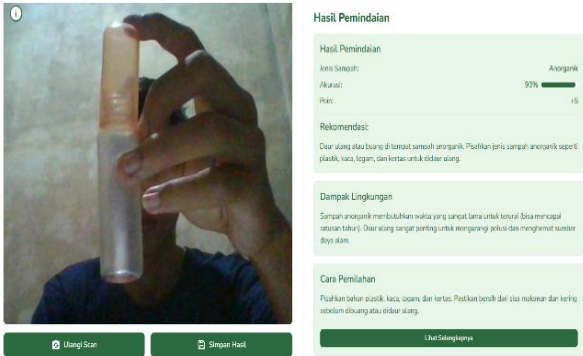 i
Ulangi Scan
Simpan Hasil
Hasil Pemindaian
Hasil Pemindaian
Jenis Sampah: Anorganik
Akurasi: 93%
Poin: +5
Rekomendasi:
Daur ulang atau buang di tempat sampah anorganik. Pisahkan jenis sampah anorganik seperti
plastik, kaca, logam, dan kertas untuk didaur ulang.
Dampak Lingkungan
Sampah anorganik membutuhkan waktu yang sangat lama untuk terurai (bisa mencapai
ratusan tahun). Daur ulang sangat penting untuk mengurangi polusi dan menghemat sumber
daya alam.
Cara Pemilahan
Pisahkan bahan plastik, kaca, logam, dan kertas. Pastikan bersih dari sisa makanan dan kering
sebelum dibuang atau didaur ulang.
Lihat Selengkapnya